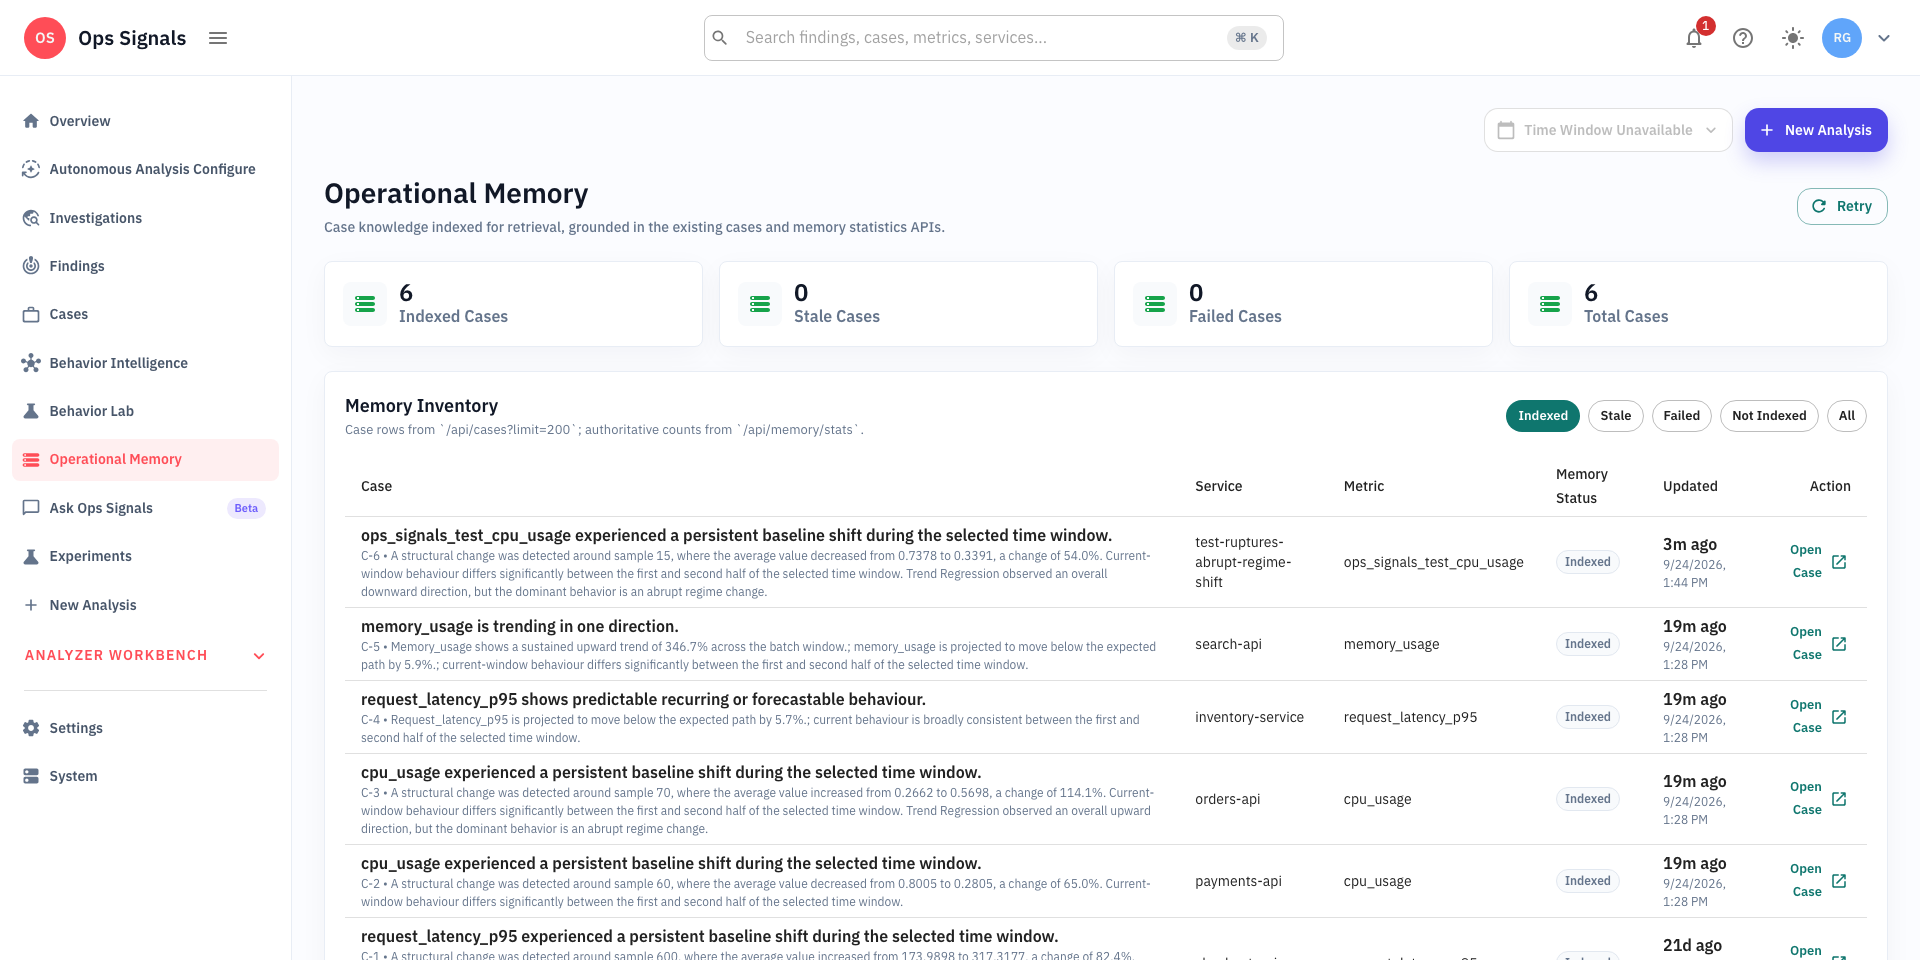 OS Ops Signals
Search findings, cases, metrics, services...
⌘ K
1
RG
Overview
Autonomous Analysis Configure
Investigations
Findings
Cases
Behavior Intelligence
Behavior Lab
Operational Memory
Ask Ops Signals Beta
Experiments
New Analysis
ANALYZER WORKBENCH
Settings
System
Time Window Unavailable
New Analysis
Operational Memory
Case knowledge indexed for retrieval, grounded in the existing cases and memory statistics APIs.
Retry
6
Indexed Cases
0
Stale Cases
0
Failed Cases
6
Total Cases
Memory Inventory
Case rows from `/api/cases?limit=200`; authoritative counts from `/api/memory/stats`.
Indexed Stale Failed Not Indexed All
Case Service Metric Memory Status Updated Action
ops_signals_test_cpu_usage experienced a persistent baseline shift during the selected time window.
C-6 • A structural change was detected around sample 15, where the average value decreased from 0.7378 to 0.3391, a change of 54.0%. Current-
window behaviour differs significantly between the first and second half of the selected time window. Trend Regression observed an overall
downward direction, but the dominant behavior is an abrupt regime change.
test-ruptures-
abrupt-regime-
shift
ops_signals_test_cpu_usage
Indexed
3m ago
9/24/2026,
1:44 PM
Open
Case
memory_usage is trending in one direction.
C-5 • Memory_usage shows a sustained upward trend of 346.7% across the batch window.; memory_usage is projected to move below the expected
path by 5.9%.; current-window behaviour differs significantly between the first and second half of the selected time window.
search-api
memory_usage
Indexed
19m ago
9/24/2026,
1:28 PM
Open
Case
request_latency_p95 shows predictable recurring or forecastable behaviour.
C-4 • Request_latency_p95 is projected to move below the expected path by 5.7%.; current behaviour is broadly consistent between the first and
second half of the selected time window.
inventory-service
request_latency_p95
Indexed
19m ago
9/24/2026,
1:28 PM
Open
Case
cpu_usage experienced a persistent baseline shift during the selected time window.
C-3 • A structural change was detected around sample 70, where the average value increased from 0.2662 to 0.5698, a change of 114.1%. Current-
window behaviour differs significantly between the first and second half of the selected time window. Trend Regression observed an overall upward
direction, but the dominant behavior is an abrupt regime change.
orders-api
cpu_usage
Indexed
19m ago
9/24/2026,
1:28 PM
Open
Case
cpu_usage experienced a persistent baseline shift during the selected time window.
C-2 • A structural change was detected around sample 60, where the average value decreased from 0.8005 to 0.2805, a change of 65.0%. Current-
window behaviour differs significantly between the first and second half of the selected time window.
payments-api
cpu_usage
Indexed
19m ago
9/24/2026,
1:28 PM
Open
Case
request_latency_p95 experienced a persistent baseline shift during the selected time window.
C-1 • A structural change was detected around sample 600, where the average value increased from 173.9898 to 317.3177, a change of 82.4%.
21d ago
Open